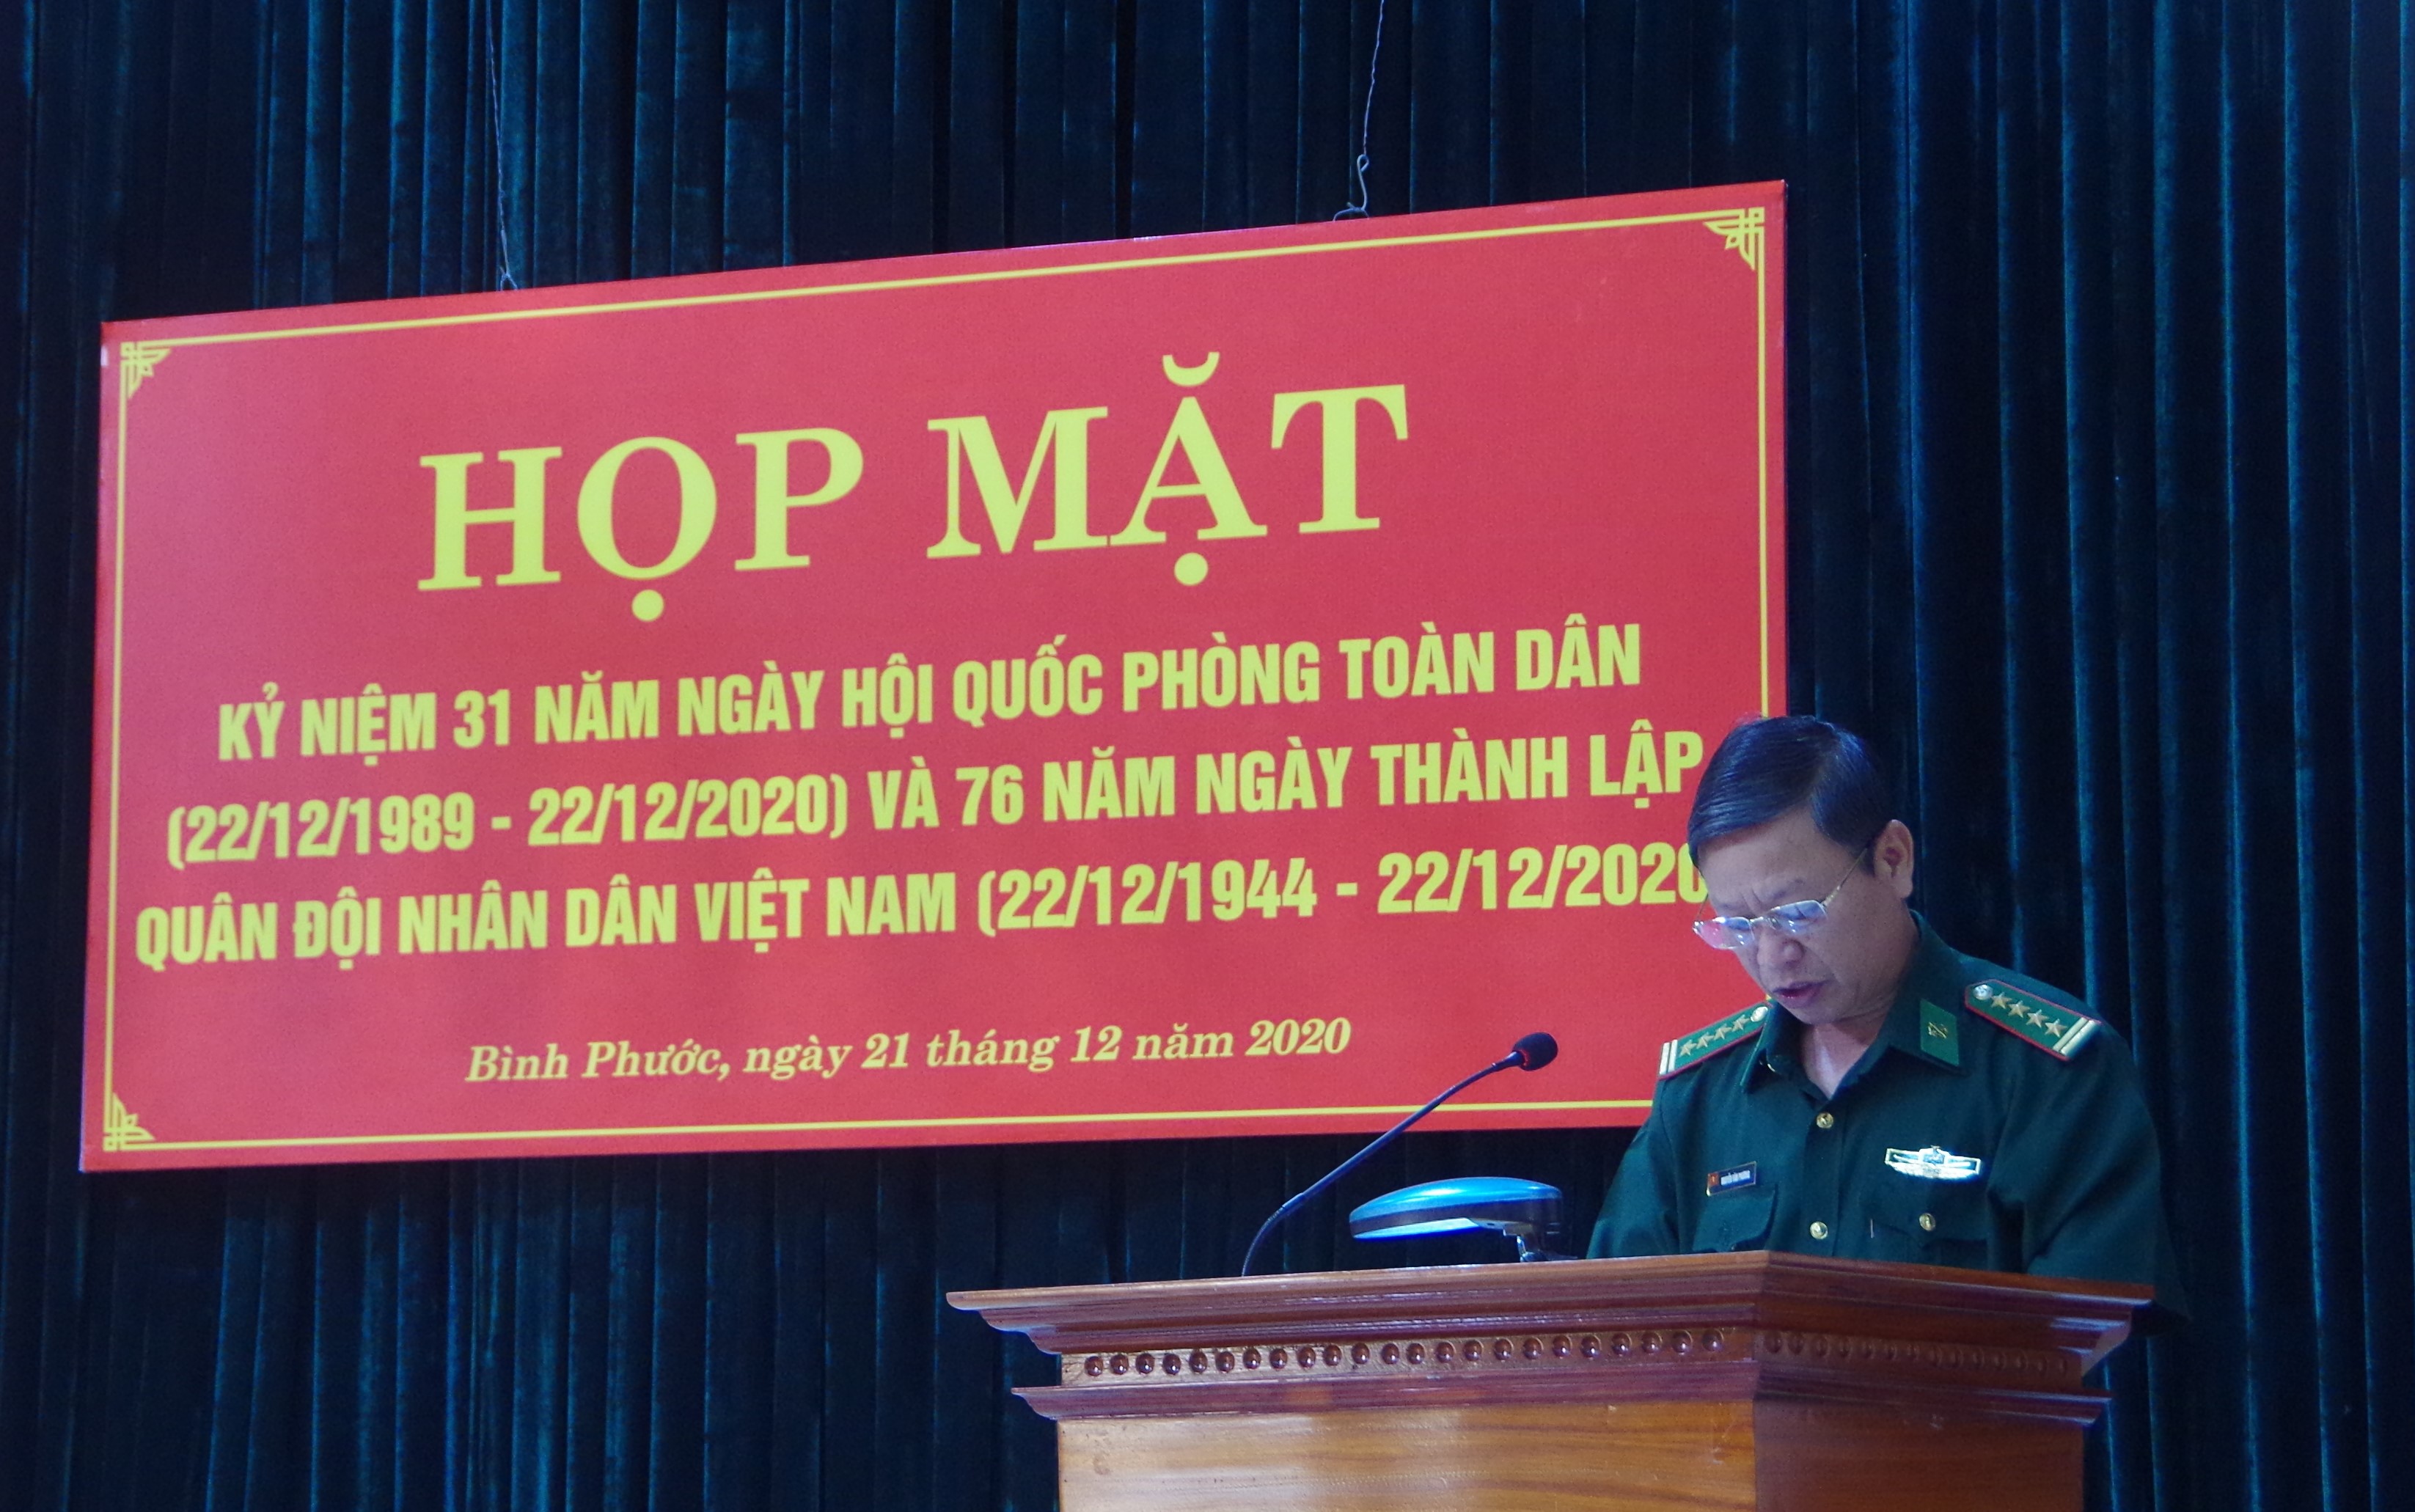 HỌP MẶT
KỶ NIỆM 31 NĂM NGÀY HỘI QUỐC PHÒNG TOÀN DÂN
(22/12/1989 - 22/12/2020) VÀ 76 NĂM NGÀY THÀNH LẬP
QUÂN ĐỘI NHÂN DÂN VIỆT NAM (22/12/1944 - 22/12/2020
Bình Phước, ngày 21 tháng 12 năm 2020